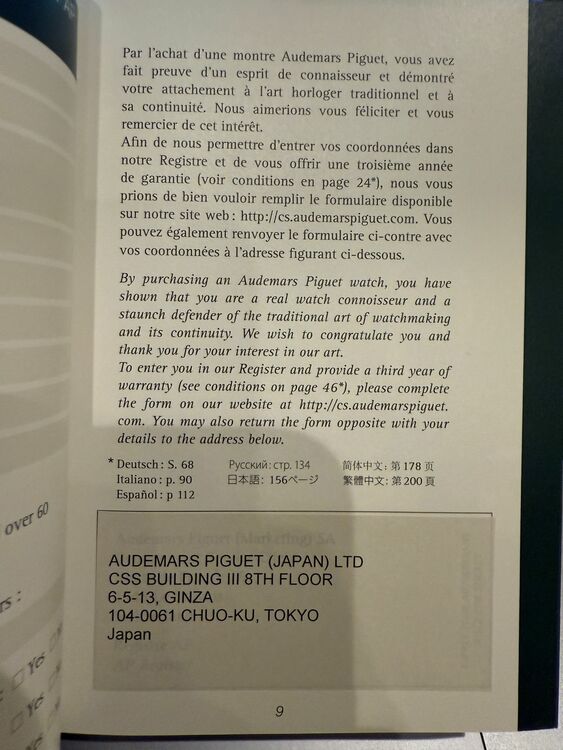 Par l'achat d'une montre Audemars Piguet, vous avez
fait preuve d'un esprit de connaisseur et démontré
votre attachement à l'art horloger traditionnel et à
sa continuité. Nous aimerions vous féliciter et vous
remercier de cet intérêt.
Afin de nous permettre d'entrer vos coordonnées dans
notre Registre et de vous offrir une troisième année
de garantie (voir conditions en page 24*), nous vous
prions de bien vouloir remplir le formulaire disponible
sur notre site web : http://cs.audemarspiguet.com. Vous
pouvez également renvoyer le formulaire ci-contre avec
vos coordonnées à l'adresse figurant ci-dessous.
By purchasing an Audemars Piguet watch, you have
shown that you are a real watch connoisseur and a
staunch defender of the traditional art of watchmaking
and its continuity. We wish to congratulate you and
thank you for your interest in our art.
To enter you in our Register and provide a third year of
warranty (see conditions on page 46*), please complete
the form on our website at http://cs.audemarspiguet.
com. You may also return the form opposite with your
details to the address below.
* Deutsch : S. 68 Русский: стр. 134 简体中文: 第 178 页
Italiano : p. 90 日本語: 156ページ 繁體中文: 第 200 頁
Español : p 112
Audemars Piguet (Marketing) SA
AUDEMARS PIGUET (JAPAN) LTD
CSS BUILDING III 8TH FLOOR
6-5-13, GINZA
104-0061 CHUO-KU, TOKYO
Japan
9
over 60
Yes
Yes
Yes